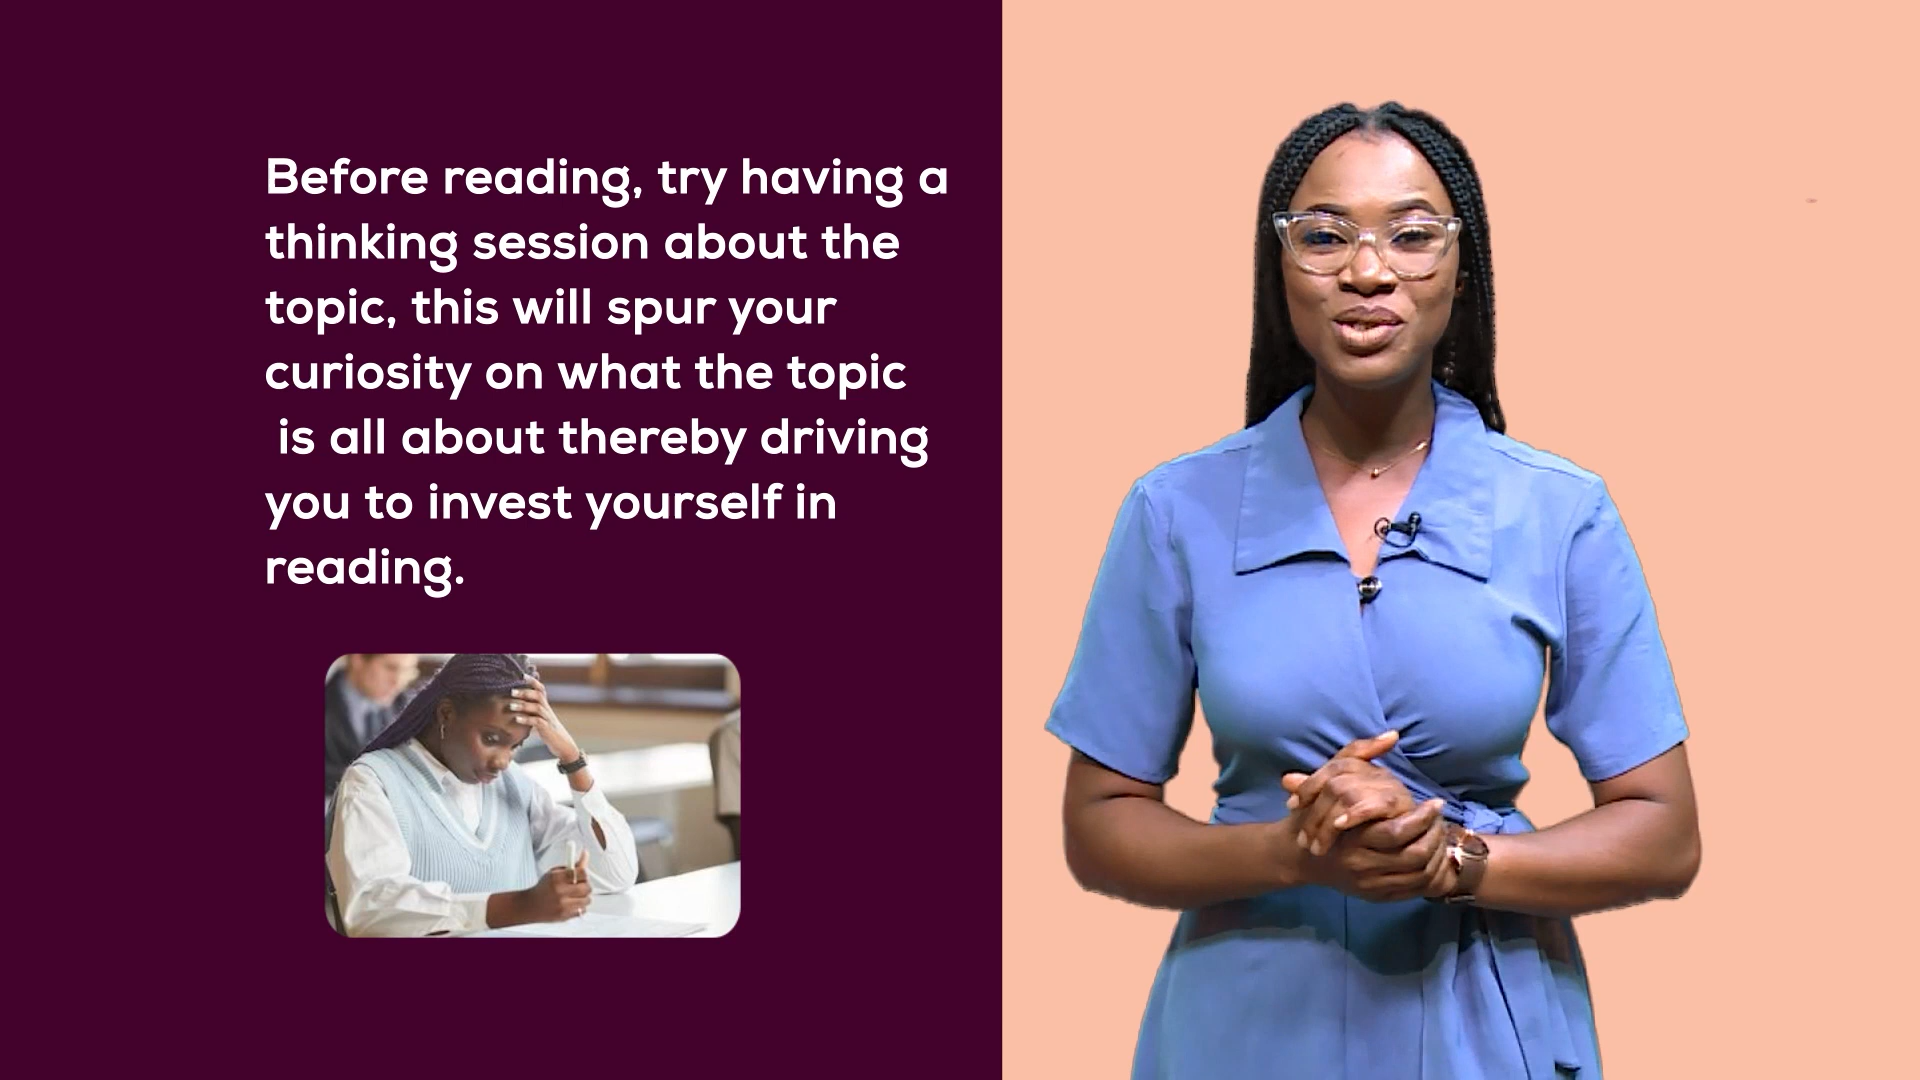 Before reading, try having a
thinking session about the
topic, this will spur your
curiosity on what the topic
is all about thereby driving
you to invest yourself in
reading.